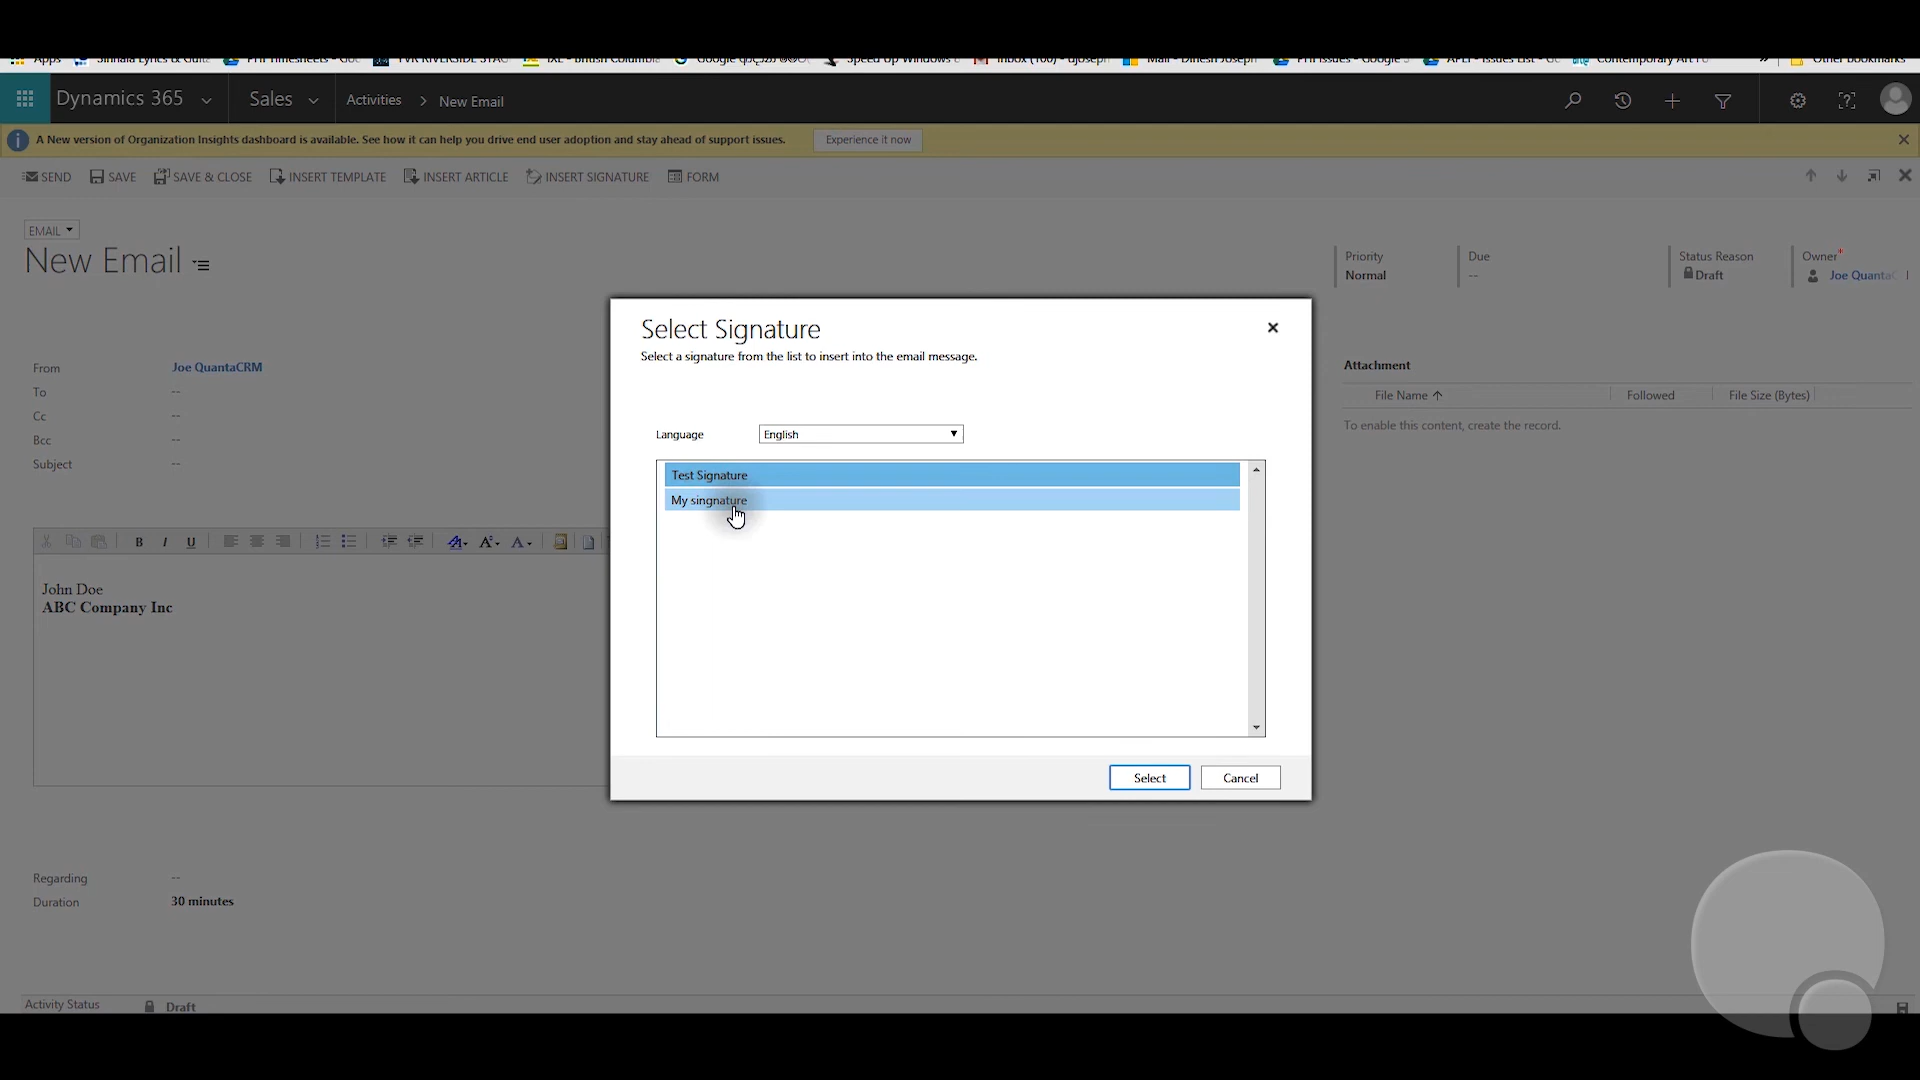 Apps
Dynamics 365
Sales
Activities > New Email
A New version of Organization Insights dashboard is available. See how it can help you drive end user adoption and stay ahead of support issues.
Experience it now
SEND
SAVE
SAVE & CLOSE
INSERT TEMPLATE
INSERT ARTICLE
INSERT SIGNATURE
FORM
EMAIL
New Email
Priority
Normal
Due
--
Status Reason
Draft
Owner*
Joe Quanta
From
Joe QuantaCRM
To
--
Cc
--
Bcc
--
Subject
--
B I U
John Doe
ABC Company Inc
Select Signature
Select a signature from the list to insert into the email message.
Language
English
Test Signature
My singnature
Select
Cancel
Attachment
File Name
Followed
File Size (Bytes)
To enable this content, create the record.
Regarding
--
Duration
30 minutes
Activity Status
Draft